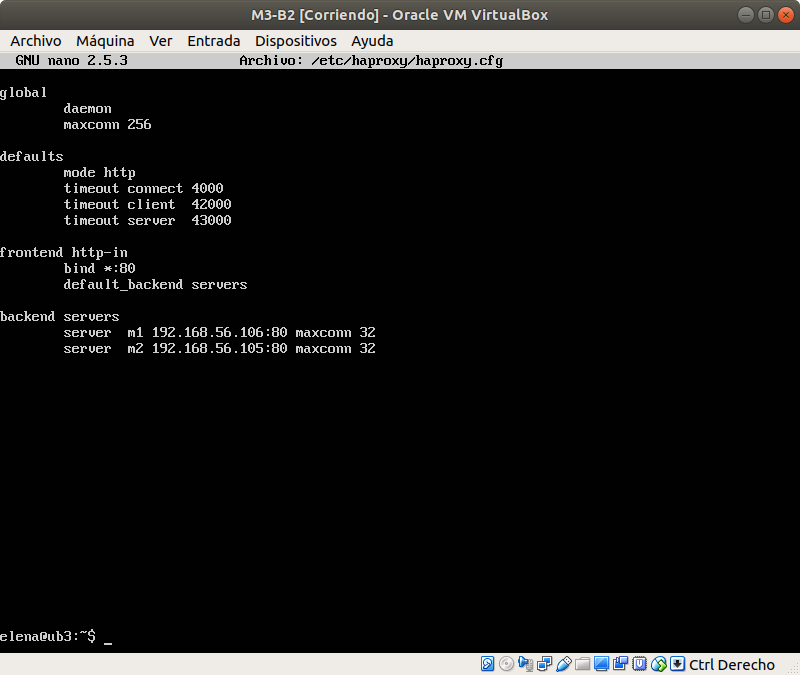 M3-B2 [Corriendo] - Oracle VM VirtualBox
Archivo Máquina Ver Entrada Dispositivos Ayuda
GNU nano 2.5.3 Archivo: /etc/haproxy/haproxy.cfg
global
daemon
maxconn 256
defaults
mode http
timeout connect 4000
timeout client 42000
timeout server 43000
frontend http-in
bind *:80
default_backend servers
backend servers
server m1 192.168.56.106:80 maxconn 32
server m2 192.168.56.105:80 maxconn 32
elena@ub3:~$ _
Ctrl Derecho